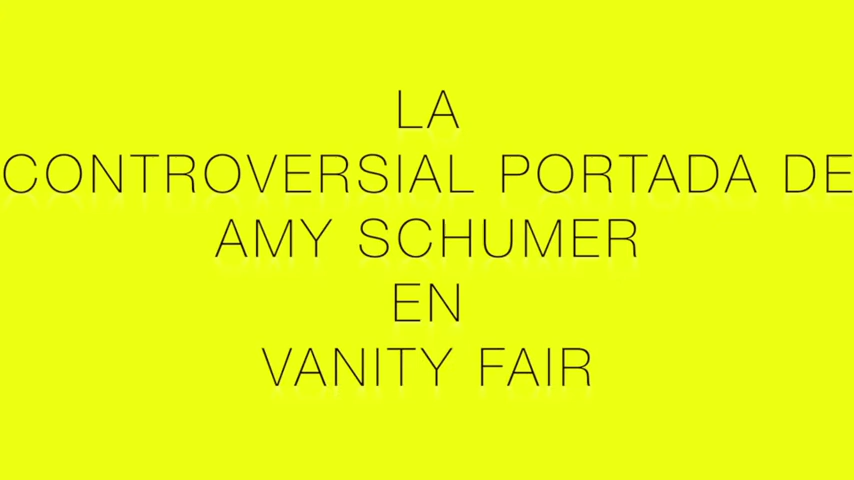 LA
CONTROVERSIAL PORTADA DE
AMY SCHUMER
EN
VANITY FAIR